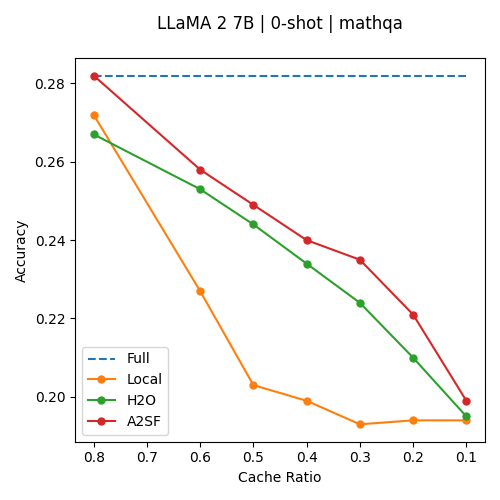 LLaMA 2 7B | 0-shot | mathqa
Accuracy
0.28
0.26
0.24
0.22
0.20
Full
Local
H2O
A2SF
0.8 0.7 0.6 0.5 0.4 0.3 0.2 0.1
Cache Ratio